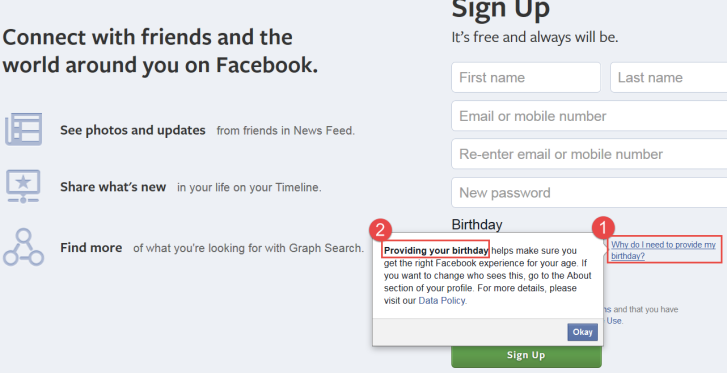 Sign Up
It's free and always will be.
Connect with friends and the
world around you on Facebook.
First name
Last name
Email or mobile number
See photos and updates from friends in News Feed.
Re-enter email or mobile number
Share what's new in your life on your Timeline.
New password
Birthday
1
Why do I need to provide my
birthday?
2
Providing your birthday helps make sure you
get the right Facebook experience for your age. If
you want to change who sees this, go to the About
section of your profile. For more details, please
visit our Data Policy.
Okay
Find more of what you're looking for with Graph Search.
and that you have
Use.
Sign Up